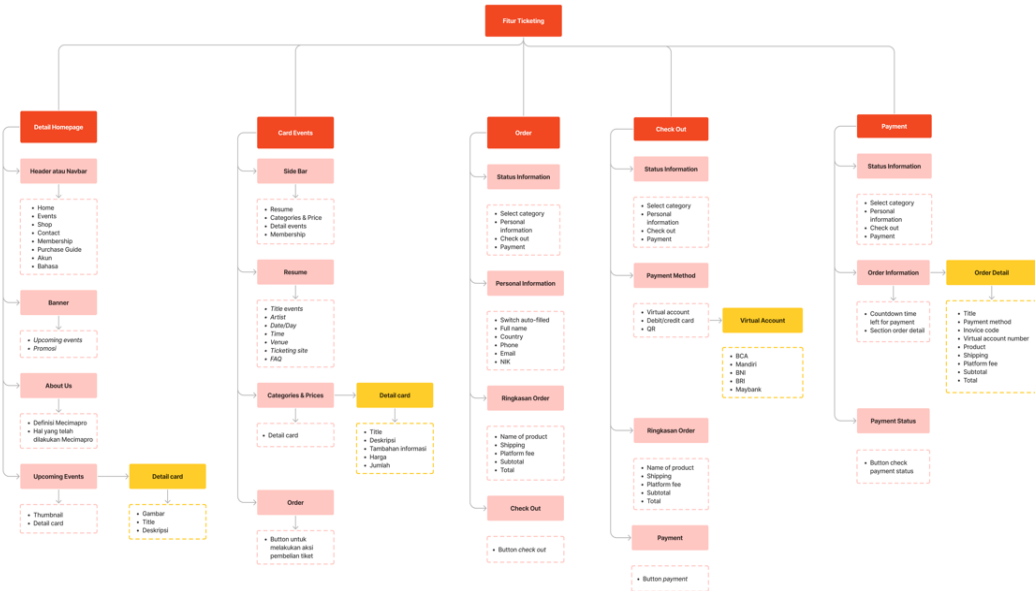 Fitur Ticketing
Detail Homepage
Header atau Navbar
• Home
• Events
• Shop
• Contact
• Membership
• Purchase Guide
• Akun
• Bahasa
Banner
• Upcoming events
• Promosi
About Us
• Definisi Mecimapro
• Hal yang telah
dilakukan Mecimapro
Upcoming Events
• Thumbnail
• Detail card
Detail card
• Gambar
• Title
• Deskripsi
Card Events
Side Bar
• Resume
• Categories & Price
• Detail events
• Membership
Resume
• Title events
• Artist
• Date/Day
• Time
• Venue
• Ticketing site
• FAQ
Categories & Prices
• Detail card
Detail card
• Title
• Deskripsi
• Tambahan informasi
• Harga
• Jumlah
Order
• Button untuk
melakukan aksi
pembelian tiket
Order
Status Information
• Select category
• Personal
information
• Check out
• Payment
Personal Information
• Switch auto-filled
• Full name
• Country
• Phone
• Email
• NIK
Ringkasan Order
• Name of product
• Shipping
• Platform fee
• Subtotal
• Total
Check Out
• Button check out
Check Out
Status Information
• Select category
• Personal
information
• Check out
• Payment
Payment Method
• Virtual account
• Debit/credit card
• QR
Virtual Account
• BCA
• Mandiri
• BNI
• BRI
• Maybank
Ringkasan Order
• Name of product
• Shipping
• Platform fee
• Subtotal
• Total
Payment
• Button payment
Payment
Status Information
• Select category
• Personal
information
• Check out
• Payment
Order Information
• Countdown time
left for payment
• Section order detail
Order Detail
• Title
• Payment method
• Inovice code
• Virtual account number
• Product
• Shipping
• Platform fee
• Subtotal
• Total
Payment Status
• Button check
payment status